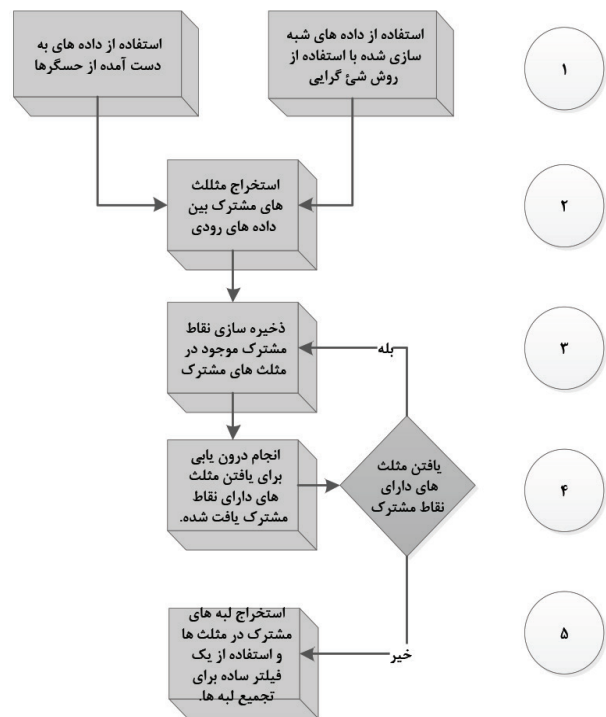 استفاده از داده های شبه
سازی شده با استفاده از
روش شئ گرایی
استفاده از داده های به
دست آمده از حسگرها
۱
استخراج مثللث
های مشترک بین
داده های رودی
۲
ذخیره سازی نقاط
مشترک موجود در
مثلث های مشترک
بله
۳
انجام درون یابی
برای یافتن مثلث
های دارای نقاط
مشترک یافت شده.
یافتن مثلث
های دارای
نقاط مشترک
۴
استخراج لبه های
مشترک در مثلث ها
و استفاده از یک
فیلتر ساده برای
تجمیع لبه ها.
خیر
۵